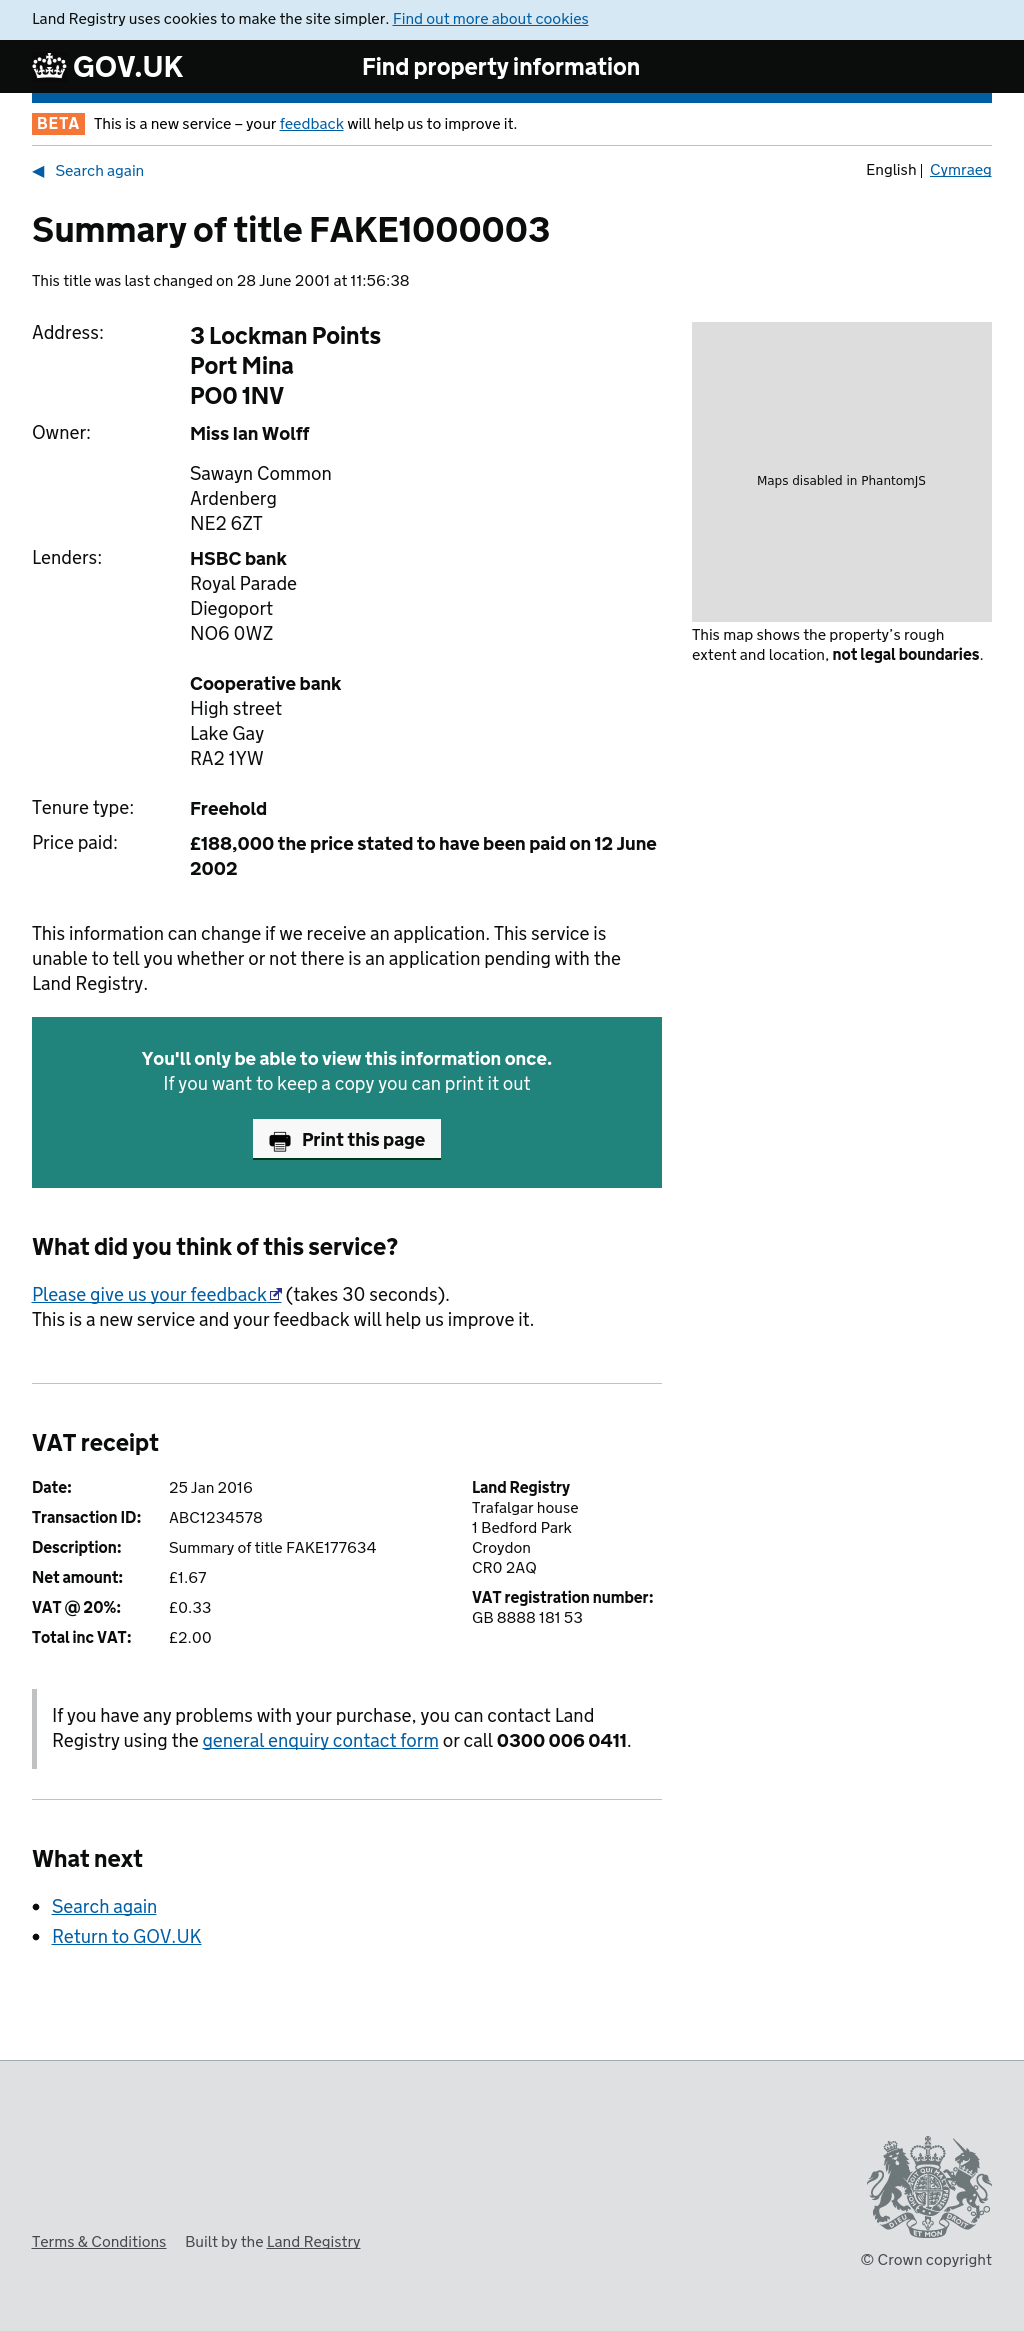 Land Registry uses cookies to make the site simpler. Find out more about cookies
GOV.UK
Find property information
BETA This is a new service – your feedback will help us to improve it.
Search again
English | Cymraeg
Summary of title FAKE1000003
This title was last changed on 28 June 2001 at 11:56:38
Address:
3 Lockman Points
Port Mina
PO0 1NV
Owner:
Miss Ian Wolff
Sawayn Common
Ardenberg
NE2 6ZT
Lenders:
HSBC bank
Royal Parade
Diegoport
NO6 0WZ
Cooperative bank
High street
Lake Gay
RA2 1YW
Tenure type:
Freehold
Price paid:
£188,000 the price stated to have been paid on 12 June
2002
Maps disabled in PhantomJS
This map shows the property’s rough
extent and location, not legal boundaries.
This information can change if we receive an application. This service is
unable to tell you whether or not there is an application pending with the
Land Registry.
You'll only be able to view this information once.
If you want to keep a copy you can print it out
Print this page
What did you think of this service?
Please give us your feedback (takes 30 seconds).
This is a new service and your feedback will help us improve it.
VAT receipt
Date: 25 Jan 2016
Transaction ID: ABC1234578
Description: Summary of title FAKE177634
Net amount: £1.67
VAT @ 20%: £0.33
Total inc VAT: £2.00
Land Registry
Trafalgar house
1 Bedford Park
Croydon
CR0 2AQ
VAT registration number:
GB 8888 181 53
If you have any problems with your purchase, you can contact Land
Registry using the general enquiry contact form or call 0300 006 0411.
What next
Search again
Return to GOV.UK
Terms & Conditions
Built by the Land Registry
DIEU
ET MON
DROIT
© Crown copyright